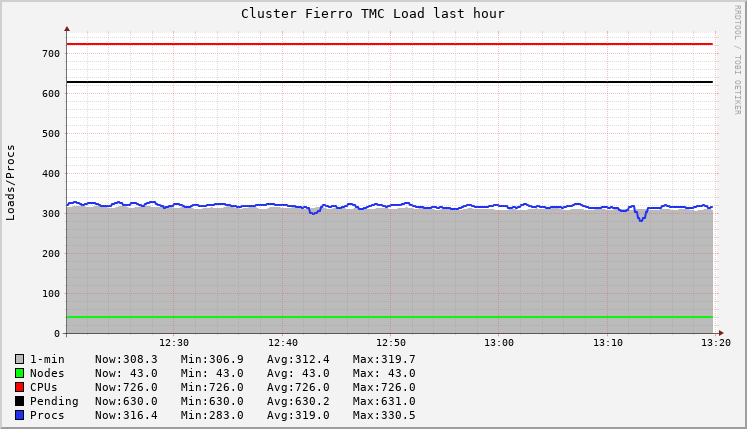 Cluster Fierro TMC Load last hour
RRDTOOL / TOBI OETIKER
Loads/Procs
700
600
500
400
300
200
100
0
12:30 12:40 12:50 13:00 13:10 13:20
1-min Now:308.3 Min:306.9 Avg:312.4 Max:319.7
Nodes Now: 43.0 Min: 43.0 Avg: 43.0 Max: 43.0
CPUs Now:726.0 Min:726.0 Avg:726.0 Max:726.0
Pending Now:630.0 Min:630.0 Avg:630.2 Max:631.0
Procs Now:316.4 Min:283.0 Avg:319.0 Max:330.5